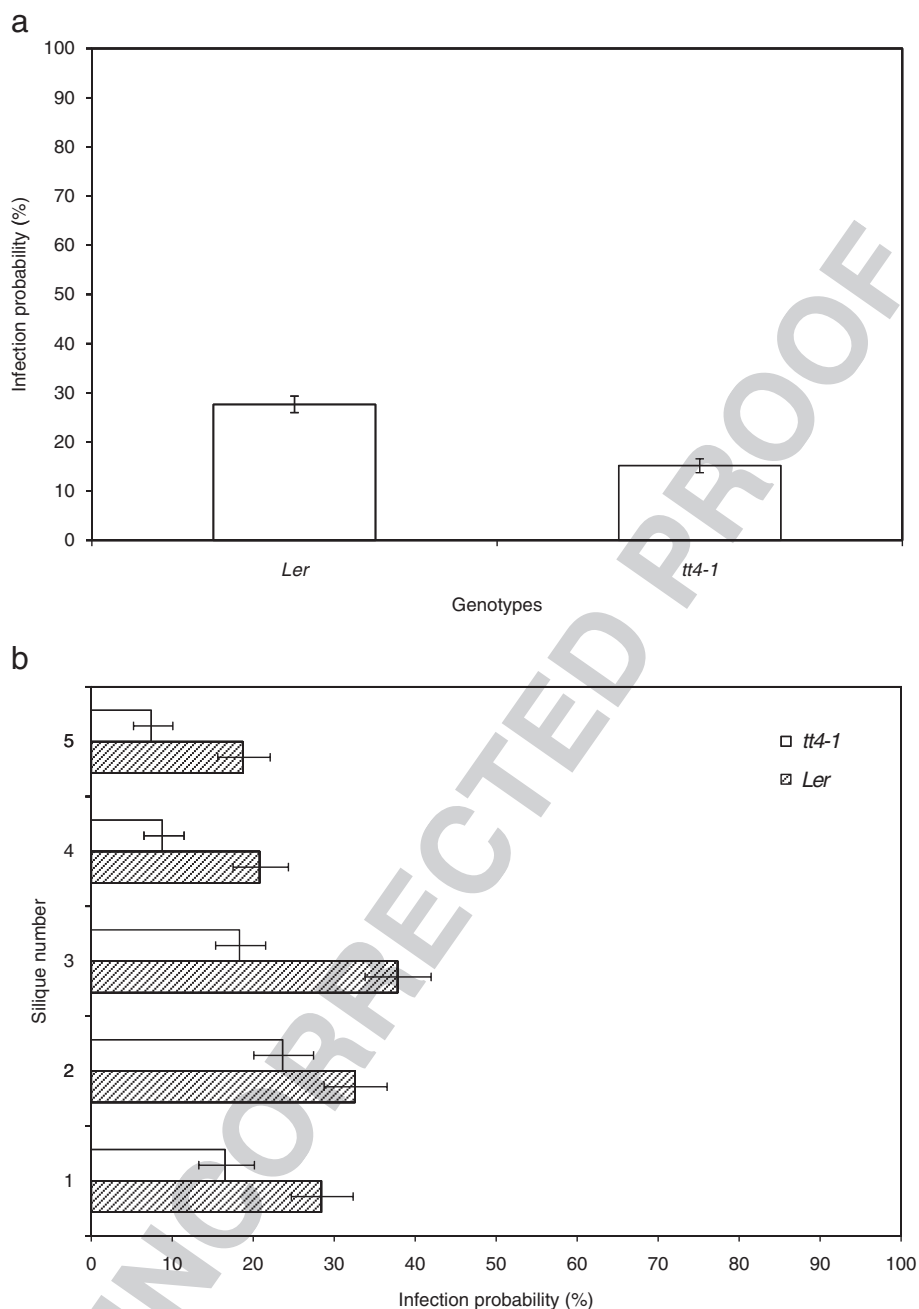 a
100
90
80
70
60
50
40
30
20
10
0
Infection probability (%)
Ler
tt4-1
Genotypes
b
5
4
3
2
1
Silique number
tt4-1
Ler
0 10 20 30 40 50 60 70 80 90 100
Infection probability (%)
UNCORRECTED PROOF